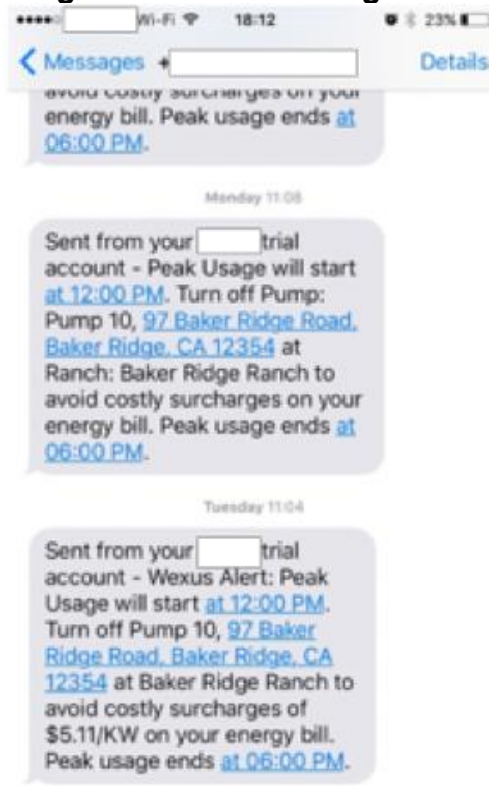 Wi-Fi 18:12 23%
Messages + Details
avoid costly surcharges on your
energy bill. Peak usage ends at
06:00 PM.
Monday 11:08
Sent from your trial
account - Peak Usage will start
at 12:00 PM. Turn off Pump:
Pump 10, 97 Baker Ridge Road,
Baker Ridge, CA 12354 at
Ranch: Baker Ridge Ranch to
avoid costly surcharges on your
energy bill. Peak usage ends at
06:00 PM.
Tuesday 11:04
Sent from your trial
account - Wexus Alert: Peak
Usage will start at 12:00 PM.
Turn off Pump 10, 97 Baker
Ridge Road, Baker Ridge, CA
12354 at Baker Ridge Ranch to
avoid costly surcharges of
$5.11/KW on your energy bill.
Peak usage ends at 06:00 PM.